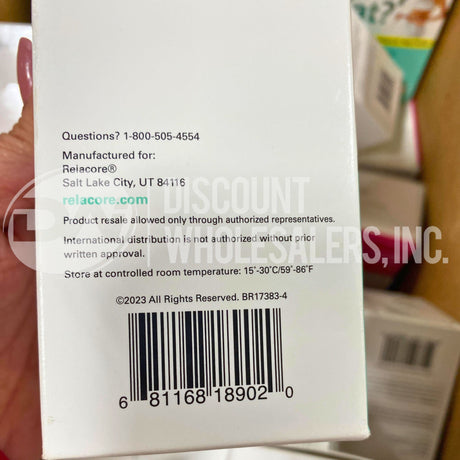 at?
Questions? 1-800-505-4554
Manufactured for:
Relacore®
Salt Lake City, UT 84116
relacore.com
Product resale allowed only through authorized representatives.
International distribution is not authorized without prior
written approval.
Store at controlled room temperature: 15°-30°C/59°-86°F
©2023 All Rights Reserved. BR17383-4
6 81168 18902 0
DISCOUNT
WHOLESALERS, INC.